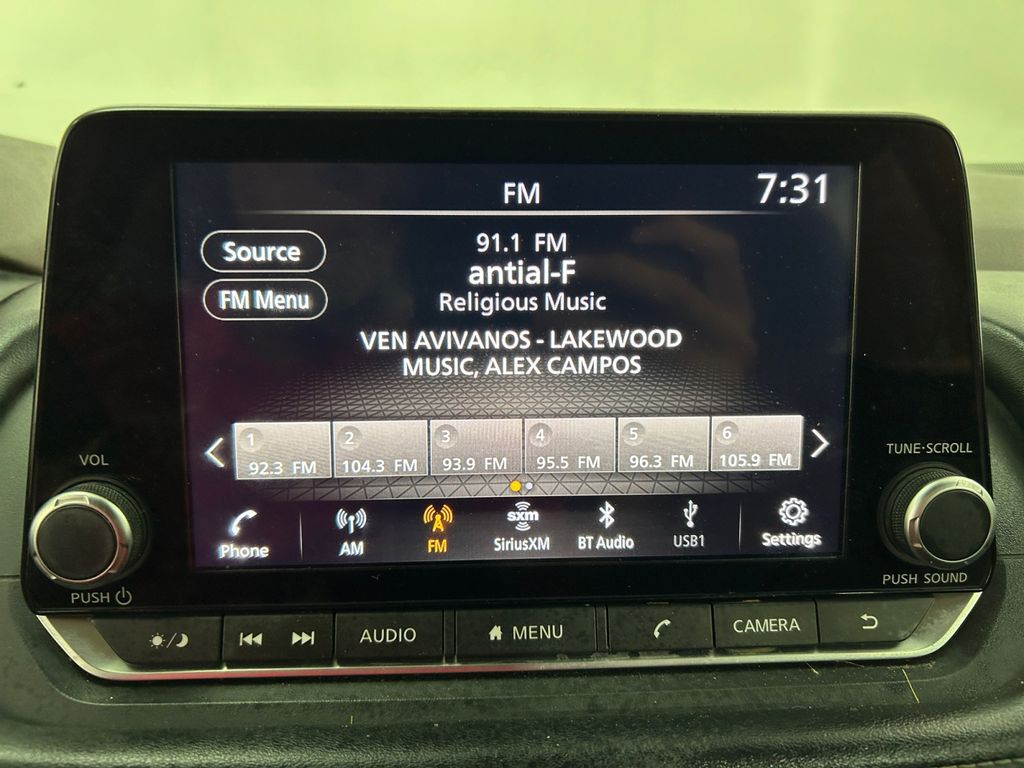 FM
7:31
Source
FM Menu
91.1 FM
antial-F
Religious Music
VEN AVIVANOS - LAKEWOOD
MUSIC, ALEX CAMPOS
1
92.3 FM
2
104.3 FM
3
93.9 FM
4
95.5 FM
5
96.3 FM
6
105.9 FM
VOL
TUNE·SCROLL
Phone
AM
FM
sxm
SiriusXM
BT Audio
USB1
Settings
PUSH
PUSH SOUND
AUDIO
MENU
CAMERA